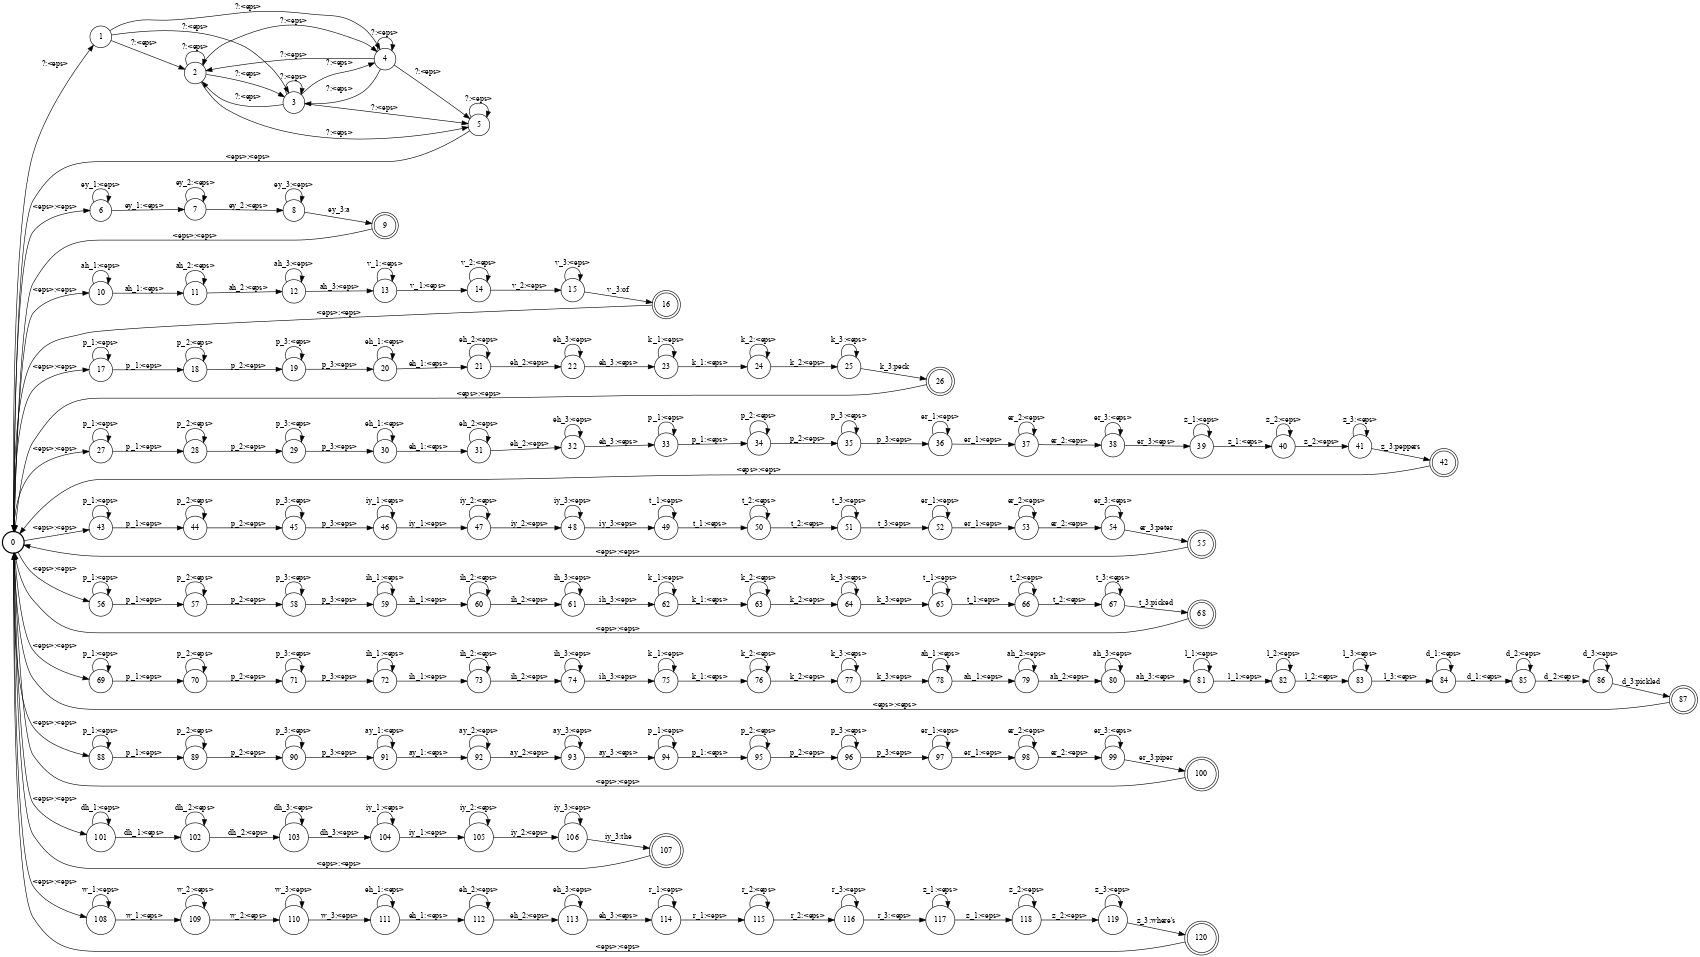 ?:<eps>
?:<eps> ?:<eps> ?:<eps> ?:<eps>
1 ?:<eps> ?:<eps> ?:<eps> 4
2 ?:<eps> ?:<eps> ?:<eps> ?:<eps>
?:<eps> 3 ?:<eps> ?:<eps> ?:<eps>
?:<eps> 5
<eps>:<eps>
ey_1:<eps> ey_2:<eps> ey_3:<eps>
<eps>:<eps> 6 ey_1:<eps> 7 ey_2:<eps> 8 ey_3:a 9
<eps>:<eps>
ah_1:<eps> ah_2:<eps> ah_3:<eps> v_1:<eps> v_2:<eps> v_3:<eps>
<eps>:<eps> 10 ah_1:<eps> 11 ah_2:<eps> 12 ah_3:<eps> 13 v_1:<eps> 14 v_2:<eps> 15 v_3:of 16
<eps>:<eps>
p_1:<eps> p_2:<eps> p_3:<eps> eh_1:<eps> eh_2:<eps> eh_3:<eps> k_1:<eps> k_2:<eps> k_3:<eps>
<eps>:<eps> 17 p_1:<eps> 18 p_2:<eps> 19 p_3:<eps> 20 eh_1:<eps> 21 eh_2:<eps> 22 eh_3:<eps> 23 k_1:<eps> 24 k_2:<eps> 25 k_3:peck 26
<eps>:<eps>
p_1:<eps> p_2:<eps> p_3:<eps> eh_1:<eps> eh_2:<eps> eh_3:<eps> p_1:<eps> p_2:<eps> p_3:<eps> er_1:<eps> er_2:<eps> er_3:<eps> z_1:<eps> z_2:<eps> z_3:<eps>
<eps>:<eps> 27 p_1:<eps> 28 p_2:<eps> 29 p_3:<eps> 30 eh_1:<eps> 31 eh_2:<eps> 32 eh_3:<eps> 33 p_1:<eps> 34 p_2:<eps> 35 p_3:<eps> 36 er_1:<eps> 37 er_2:<eps> 38 er_3:<eps> 39 z_1:<eps> 40 z_2:<eps> 41 z_3:peppers 42
<eps>:<eps>
p_1:<eps> p_2:<eps> p_3:<eps> iy_1:<eps> iy_2:<eps> iy_3:<eps> t_1:<eps> t_2:<eps> t_3:<eps> er_1:<eps> er_2:<eps> er_3:<eps>
0 <eps>:<eps> 43 p_1:<eps> 44 p_2:<eps> 45 p_3:<eps> 46 iy_1:<eps> 47 iy_2:<eps> 48 iy_3:<eps> 49 t_1:<eps> 50 t_2:<eps> 51 t_3:<eps> 52 er_1:<eps> 53 er_2:<eps> 54 er_3:peter 55
<eps>:<eps>
p_1:<eps> p_2:<eps> p_3:<eps> ih_1:<eps> ih_2:<eps> ih_3:<eps> k_1:<eps> k_2:<eps> k_3:<eps> t_1:<eps> t_2:<eps> t_3:<eps>
<eps>:<eps> 56 p_1:<eps> 57 p_2:<eps> 58 p_3:<eps> 59 ih_1:<eps> 60 ih_2:<eps> 61 ih_3:<eps> 62 k_1:<eps> 63 k_2:<eps> 64 k_3:<eps> 65 t_1:<eps> 66 t_2:<eps> 67 t_3:picked 68
<eps>:<eps>
p_1:<eps> p_2:<eps> p_3:<eps> ih_1:<eps> ih_2:<eps> ih_3:<eps> k_1:<eps> k_2:<eps> k_3:<eps> ah_1:<eps> ah_2:<eps> ah_3:<eps> l_1:<eps> l_2:<eps> l_3:<eps> d_1:<eps> d_2:<eps> d_3:<eps>
<eps>:<eps> 69 p_1:<eps> 70 p_2:<eps> 71 p_3:<eps> 72 ih_1:<eps> 73 ih_2:<eps> 74 ih_3:<eps> 75 k_1:<eps> 76 k_2:<eps> 77 k_3:<eps> 78 ah_1:<eps> 79 ah_2:<eps> 80 ah_3:<eps> 81 l_1:<eps> 82 l_2:<eps> 83 l_3:<eps> 84 d_1:<eps> 85 d_2:<eps> 86 d_3:pickled 87
<eps>:<eps>
p_1:<eps> p_2:<eps> p_3:<eps> ay_1:<eps> ay_2:<eps> ay_3:<eps> p_1:<eps> p_2:<eps> p_3:<eps> er_1:<eps> er_2:<eps> er_3:<eps>
<eps>:<eps> 88 p_1:<eps> 89 p_2:<eps> 90 p_3:<eps> 91 ay_1:<eps> 92 ay_2:<eps> 93 ay_3:<eps> 94 p_1:<eps> 95 p_2:<eps> 96 p_3:<eps> 97 er_1:<eps> 98 er_2:<eps> 99 er_3:piper 100
<eps>:<eps>
dh_1:<eps> dh_2:<eps> dh_3:<eps> iy_1:<eps> iy_2:<eps> iy_3:<eps>
<eps>:<eps> 101 dh_1:<eps> 102 dh_2:<eps> 103 dh_3:<eps> 104 iy_1:<eps> 105 iy_2:<eps> 106 iy_3:the 107
<eps>:<eps>
w_1:<eps> w_2:<eps> w_3:<eps> eh_1:<eps> eh_2:<eps> eh_3:<eps> r_1:<eps> r_2:<eps> r_3:<eps> z_1:<eps> z_2:<eps> z_3:<eps>
<eps>:<eps> 108 w_1:<eps> 109 w_2:<eps> 110 w_3:<eps> 111 eh_1:<eps> 112 eh_2:<eps> 113 eh_3:<eps> 114 r_1:<eps> 115 r_2:<eps> 116 r_3:<eps> 117 z_1:<eps> 118 z_2:<eps> 119 z_3:where's 120
<eps>:<eps>